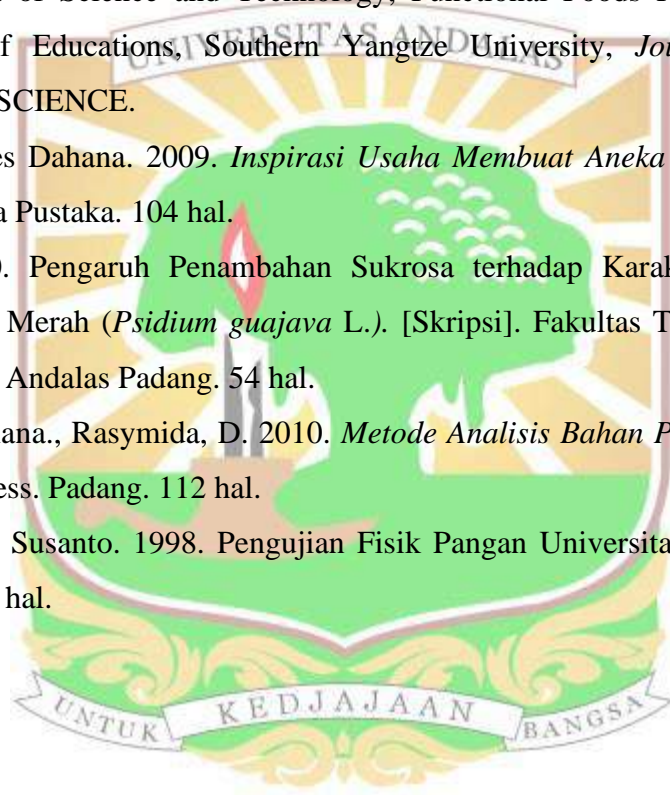 of Science and Technology, Functional Foods
UNIVERSITAS ANDALAS
of Educations, Southern Yangtze University,
SCIENCE.
es Dahana. 2009. Inspirasi Usaha Membuat Aneka
a Pustaka. 104 hal.
). Pengaruh Penambahan Sukrosa terhadap Karak
Merah (Psidium guajava L.). [Skripsi]. Fakultas T
Andalas Padang. 54 hal.
ana., Rasymida, D. 2010. Metode Analisis Bahan P
ess. Padang. 112 hal.
Susanto. 1998. Pengujian Fisik Pangan Universita
hal.
UNTUK KEDJAJAAN BANGSA